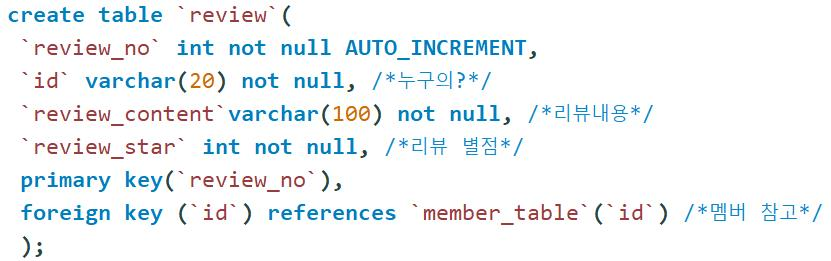 create table `review`(
`review_no` int not null AUTO_INCREMENT,
`id` varchar(20) not null, /*누구의?*/
`review_content`varchar(100) not null, /*리뷰내용*/
`review_star` int not null, /*리뷰 별점*/
primary key(`review_no`),
foreign key (`id`) references `member_table`(`id`) /*멤버 참고*/
);